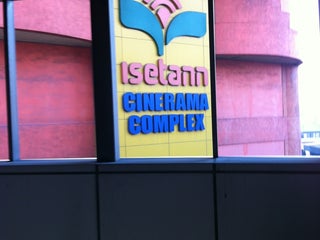 isetann
CINERAMA
COMPLEX